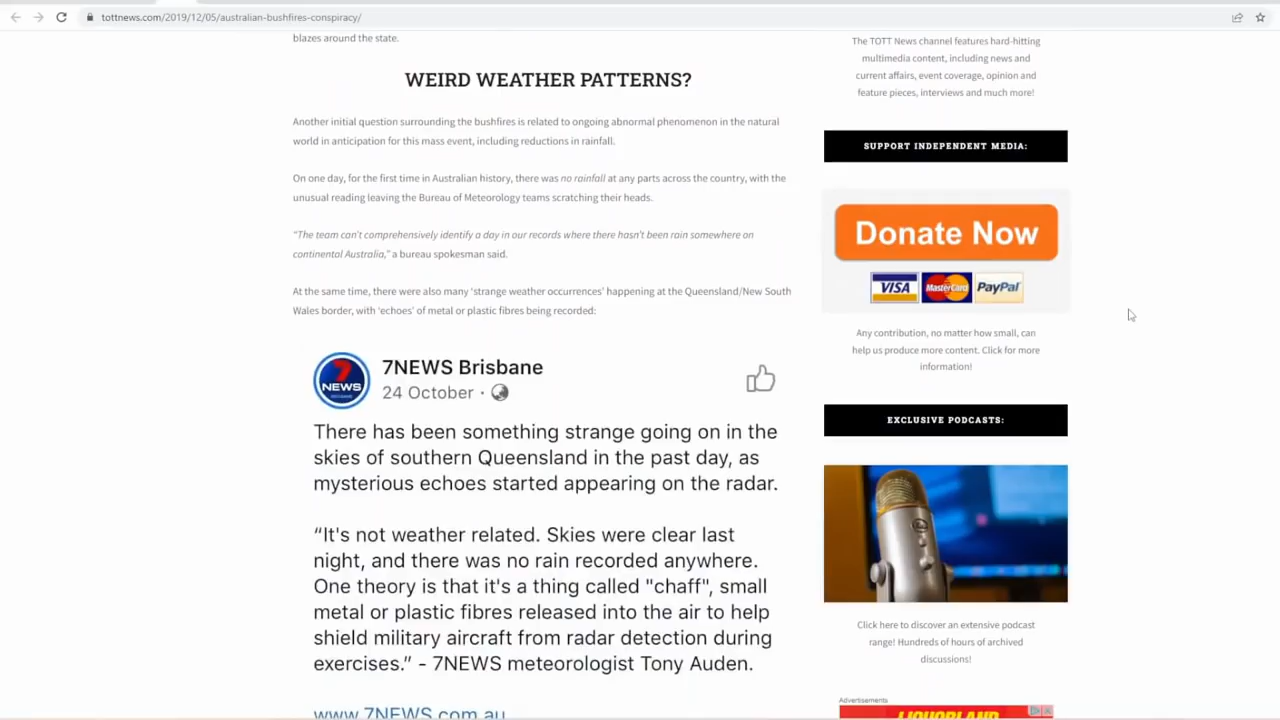 tottnews.com/2019/12/05/australian-bushfires-conspiracy/
blazes around the state.
WEIRD WEATHER PATTERNS?
Another initial question surrounding the bushfires is related to ongoing abnormal phenomenon in the natural
world in anticipation for this mass event, including reductions in rainfall.
On one day, for the first time in Australian history, there was no rainfall at any parts across the country, with the
unusual reading leaving the Bureau of Meteorology teams scratching their heads.
“The team can’t comprehensively identify a day in our records where there hasn’t been rain somewhere on
continental Australia,” a bureau spokesman said.
At the same time, there were also many ‘strange weather occurrences’ happening at the Queensland/New South
Wales border, with ‘echoes’ of metal or plastic fibres being recorded:
7
NEWS
BRISBANE
7NEWS Brisbane
24 October ·
There has been something strange going on in the
skies of southern Queensland in the past day, as
mysterious echoes started appearing on the radar.
“It's not weather related. Skies were clear last
night, and there was no rain recorded anywhere.
One theory is that it's a thing called "chaff", small
metal or plastic fibres released into the air to help
shield military aircraft from radar detection during
exercises.” - 7NEWS meteorologist Tony Auden.
www.7NEWS.com.au
The TOTT News channel features hard-hitting
multimedia content, including news and
current affairs, event coverage, opinion and
feature pieces, interviews and much more!
SUPPORT INDEPENDENT MEDIA:
Donate Now
VISA MasterCard PayPal
Any contribution, no matter how small, can
help us produce more content. Click for more
information!
EXCLUSIVE PODCASTS:
Click here to discover an extensive podcast
range! Hundreds of hours of archived
discussions!
Advertisements
LIQUORLAND